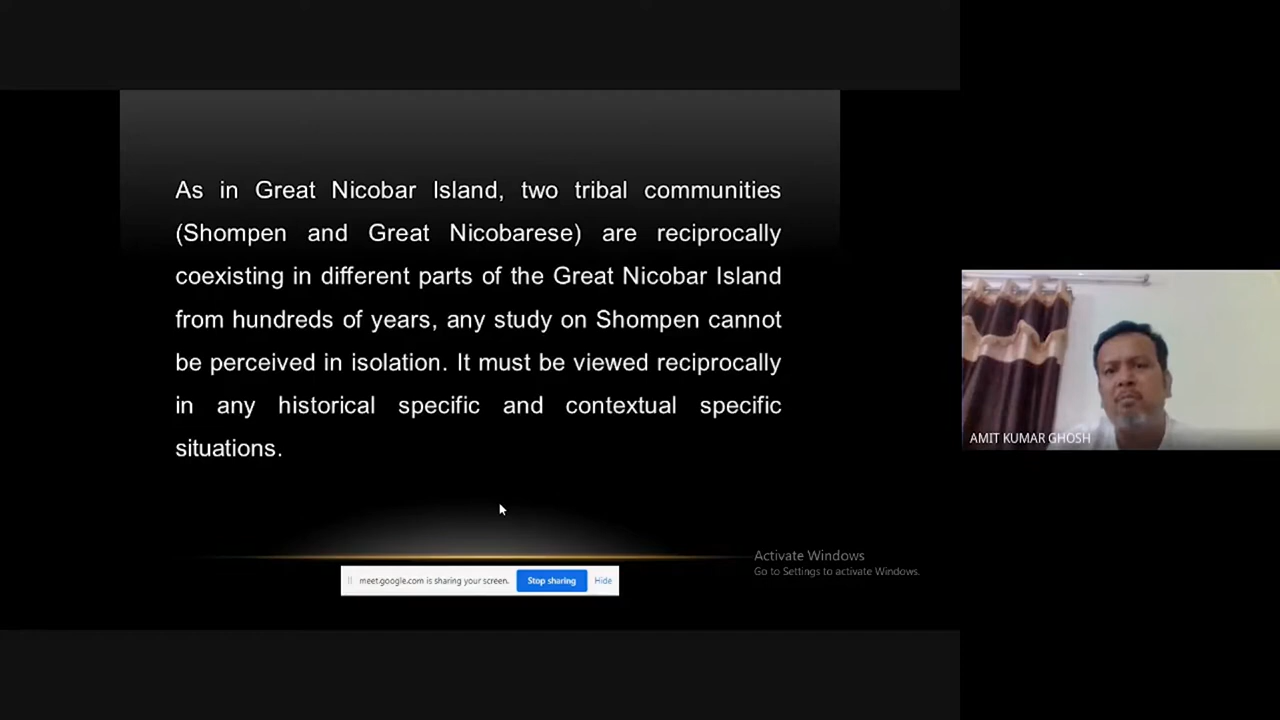 As in Great Nicobar Island, two tribal communities
(Shompen and Great Nicobarese) are reciprocally
coexisting in different parts of the Great Nicobar Island
from hundreds of years, any study on Shompen cannot
be perceived in isolation. It must be viewed reciprocally
in any historical specific and contextual specific
situations.
AMIT KUMAR GHOSH
Activate Windows
Go to Settings to activate Windows.
meet.google.com is sharing your screen. Stop sharing Hide